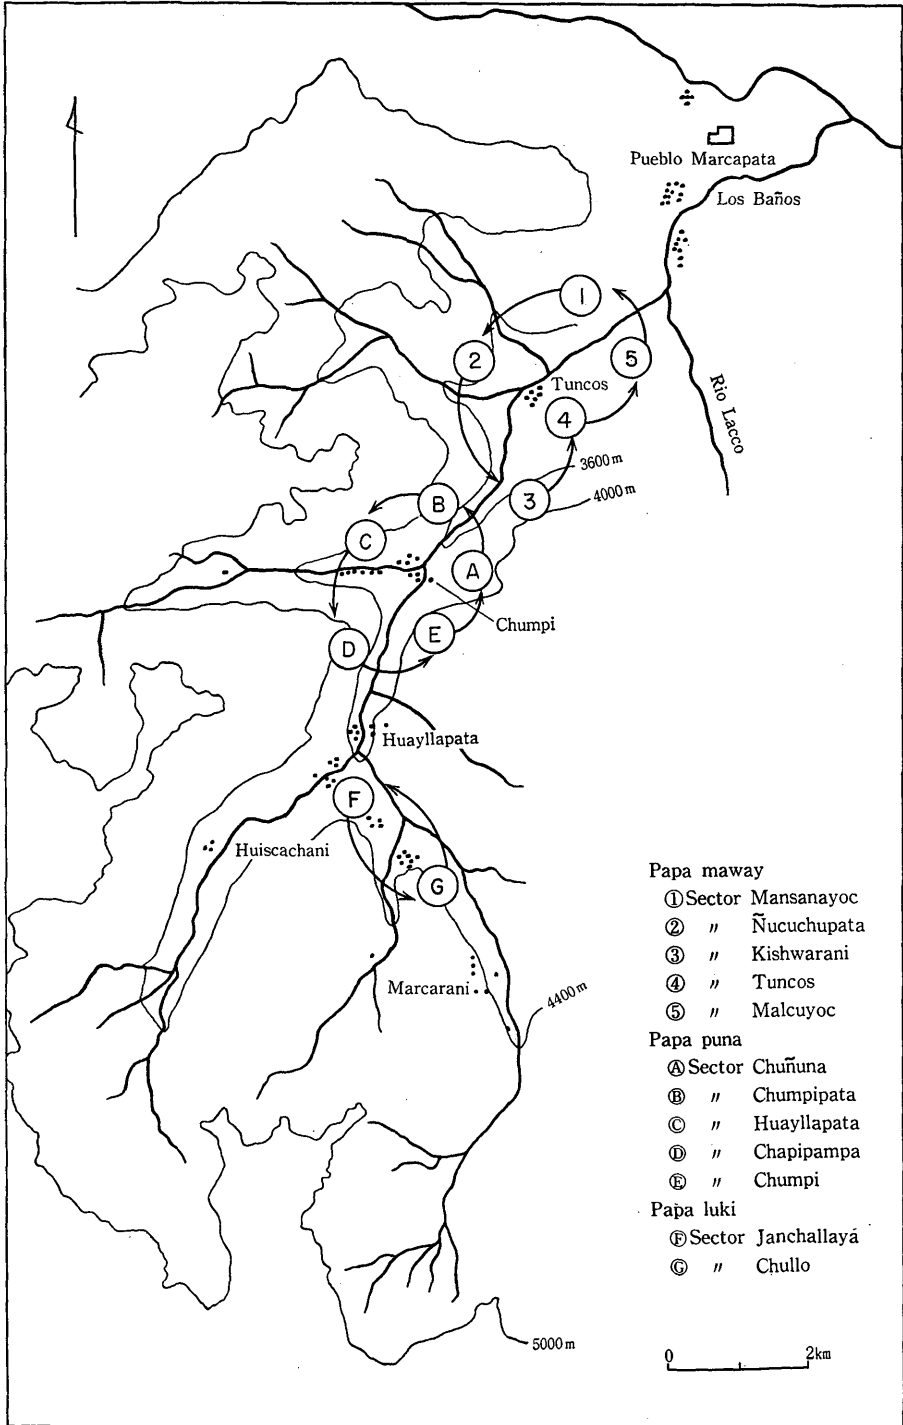 Pueblo Marcapata
Los Baños
1
2
5
Tuncos
Rio Lacco
4
3600m
3
4000m
B
C
A
Chumpi
E
D
Huayllapata
F
Huiscachani
G
Marcarani
4400m
5000m
Papa maway
① Sector Mansanayoc
② 〃 Ñucuchupata
③ 〃 Kishwarani
④ 〃 Tuncos
⑤ 〃 Malcuyoc
Papa puna
Ⓐ Sector Chuñuna
Ⓑ 〃 Chumpipata
Ⓒ 〃 Huayllapata
Ⓓ 〃 Chapipampa
Ⓔ 〃 Chumpi
Papa luki
Ⓕ Sector Janchallayá
Ⓖ 〃 Chullo
0 2km